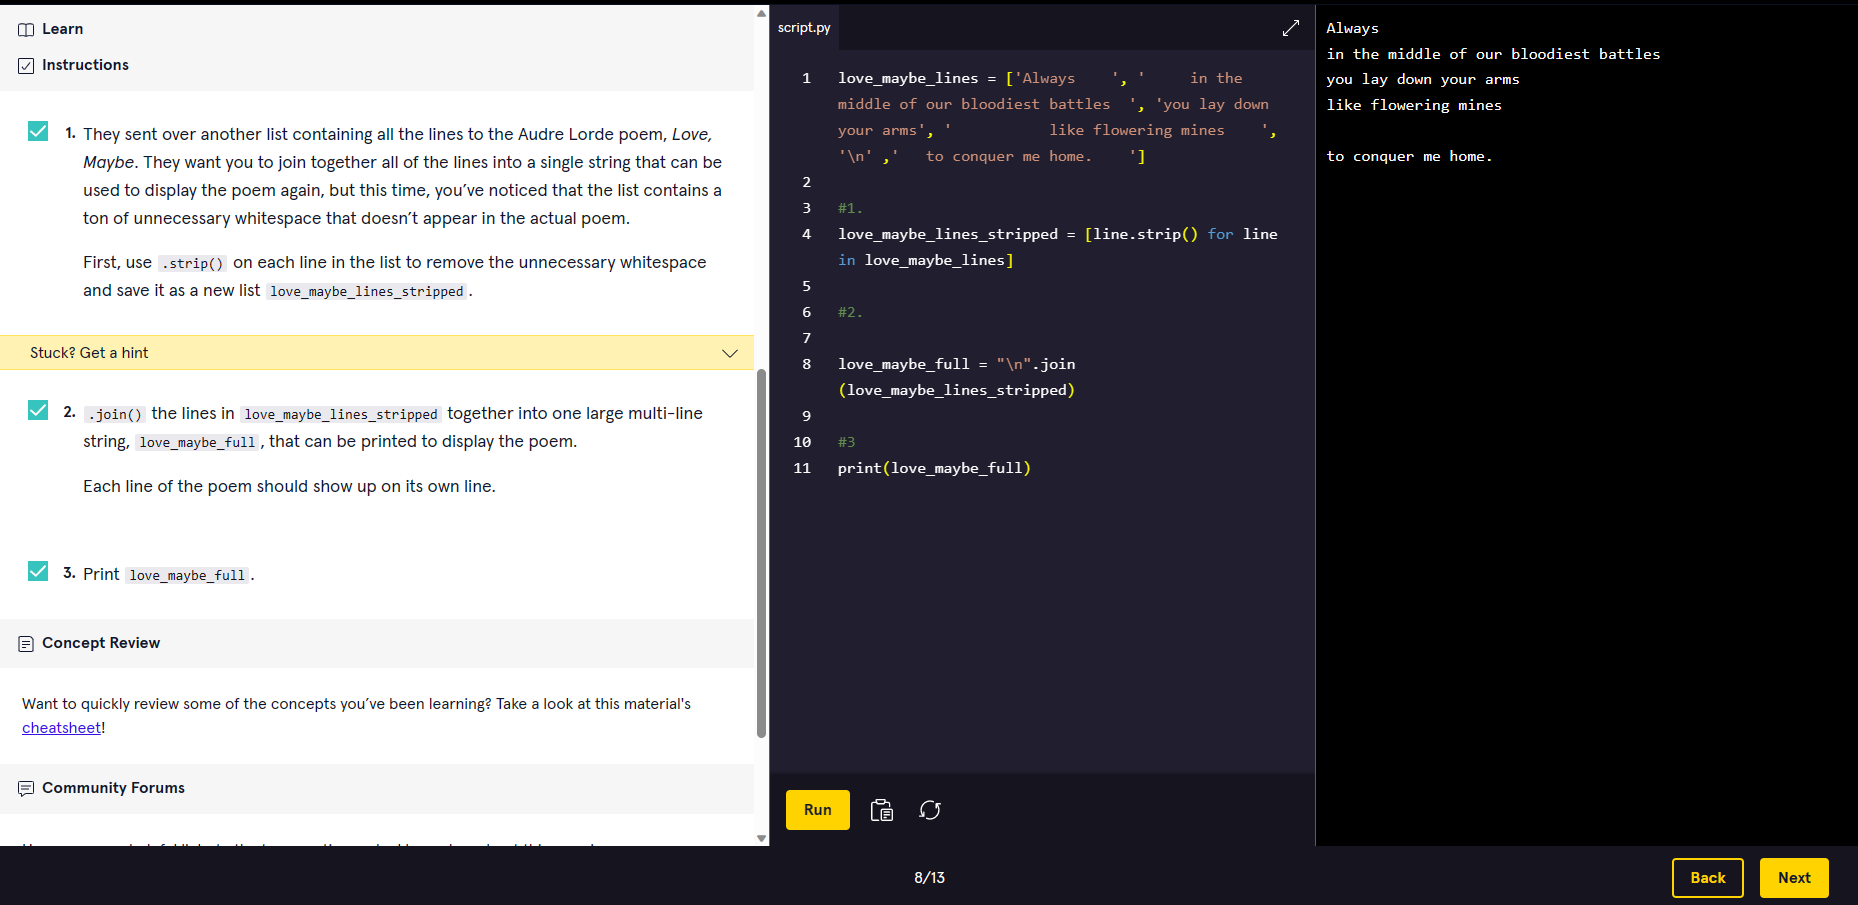 Learn
Instructions
1. They sent over another list containing all the lines to the Audre Lorde poem, Love,
Maybe. They want you to join together all of the lines into a single string that can be
used to display the poem again, but this time, you’ve noticed that the list contains a
ton of unnecessary whitespace that doesn’t appear in the actual poem.
First, use .strip() on each line in the list to remove the unnecessary whitespace
and save it as a new list love_maybe_lines_stripped.
Stuck? Get a hint
2. .join() the lines in love_maybe_lines_stripped together into one large multi-line
string, love_maybe_full, that can be printed to display the poem.
Each line of the poem should show up on its own line.
3. Print love_maybe_full.
Concept Review
Want to quickly review some of the concepts you’ve been learning? Take a look at this material's
cheatsheet!
Community Forums
script.py
1 love_maybe_lines = ['Always    ', '     in the
middle of our bloodiest battles  ', 'you lay down
your arms', '           like flowering mines    ',
'\n' ,'   to conquer me home.    ']
2
3 #1.
4 love_maybe_lines_stripped = [line.strip() for line
in love_maybe_lines]
5
6 #2.
7
8 love_maybe_full = "\n".join
(love_maybe_lines_stripped)
9
10 #3
11 print(love_maybe_full)
Run
Always
in the middle of our bloodiest battles
you lay down your arms
like flowering mines
to conquer me home.
8/13
Back
Next